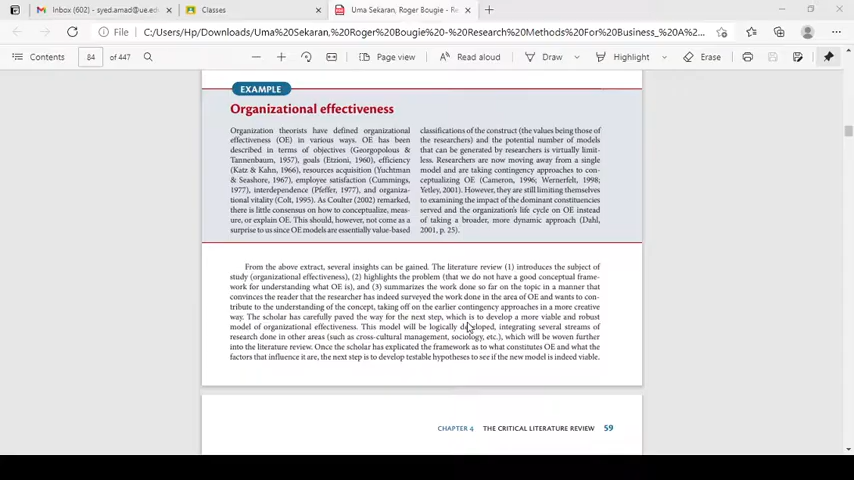 Inbox (602) - syed.amad@ue.ed
Classes
Uma Sekaran, Roger Bougie - Re
File
C:/Users/Hp/Downloads/Uma%20Sekaran,%20Roger%20Bougie%20-%20Research%20Methods%20For%20Business_%20A%2...
Contents
84
of 447
Page view
Read aloud
Draw
Highlight
Erase
EXAMPLE
Organizational effectiveness
Organization theorists have defined organizational
effectiveness (OE) in various ways. OE has been
described in terms of objectives (Georgopolous &
Tannenbaum, 1957), goals (Etzioni, 1960), efficiency
(Katz & Kahn, 1966), resources acquisition (Yuchtman
& Seashore, 1967), employee satisfaction (Cummings,
1977), interdependence (Pfeffer, 1977), and organiza-
tional vitality (Colt, 1995). As Coulter (2002) remarked,
there is little consensus on how to conceptualize, meas-
ure, or explain OE. This should, however, not come as a
surprise to us since OE models are essentially value-based
classifications of the construct (the values being those of
the researchers) and the potential number of models
that can be generated by researchers is virtually limit-
less. Researchers are now moving away from a single
model and are taking contingency approaches to con-
ceptualizing OE (Cameron, 1996; Wernerfelt, 1998;
Yetley, 2001). However, they are still limiting themselves
to examining the impact of the dominant constituencies
served and the organization's life cycle on OE instead
of taking a broader, more dynamic approach (Dahl,
2001, p. 25).
From the above extract, several insights can be gained. The literature review (1) introduces the subject of
study (organizational effectiveness), (2) highlights the problem (that we do not have a good conceptual frame-
work for understanding what OE is), and (3) summarizes the work done so far on the topic in a manner that
convinces the reader that the researcher has indeed surveyed the work done in the area of OE and wants to con-
tribute to the understanding of the concept, taking off on the earlier contingency approaches in a more creative
way. The scholar has carefully paved the way for the next step, which is to develop a more viable and robust
model of organizational effectiveness. This model will be logically developed, integrating several streams of
research done in other areas (such as cross-cultural management, sociology, etc.), which will be woven further
into the literature review. Once the scholar has explicated the framework as to what constitutes OE and what the
factors that influence it are, the next step is to develop testable hypotheses to see if the new model is indeed viable.
CHAPTER 4 THE CRITICAL LITERATURE REVIEW 59